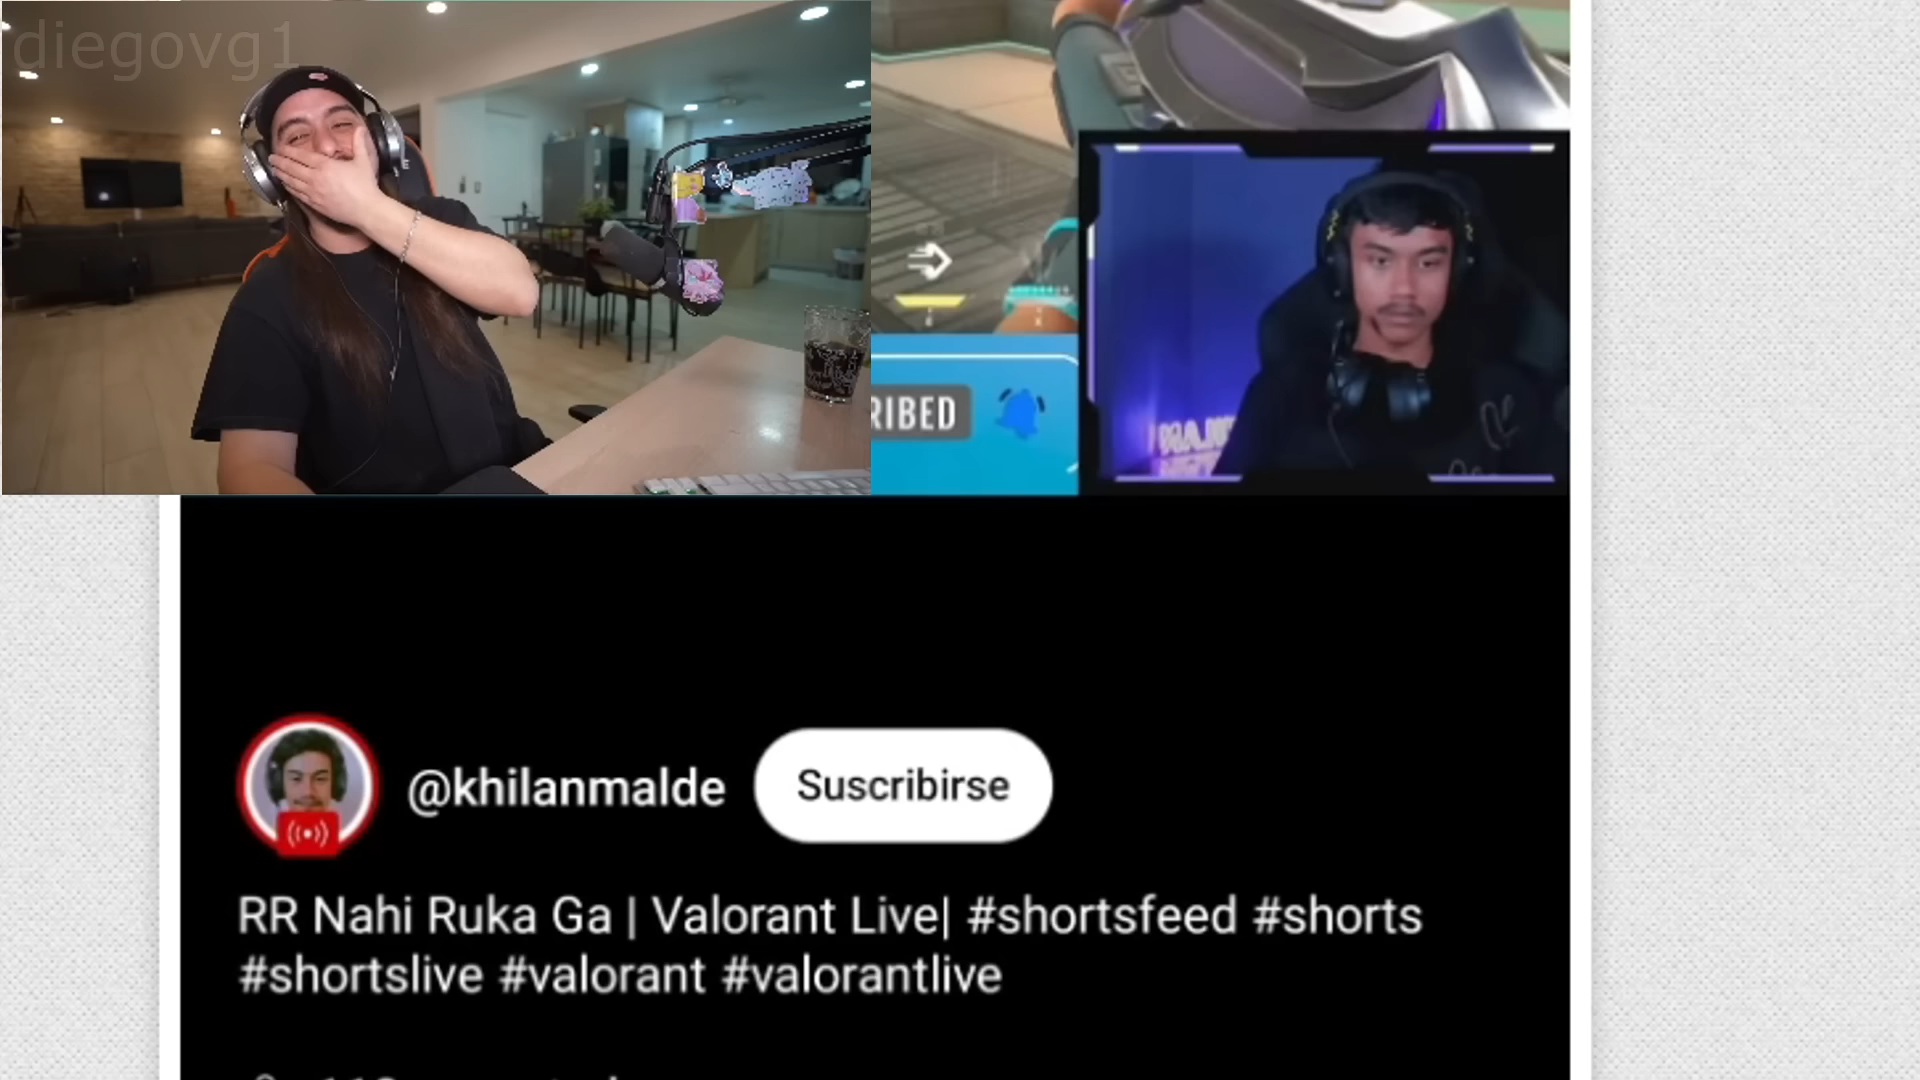 diegovg1
RIBED
@khilanmalde
Suscribirse
RR Nahi Ruka Ga | Valorant Live| #shortsfeed #shorts
#shortslive #valorant #valorantlive